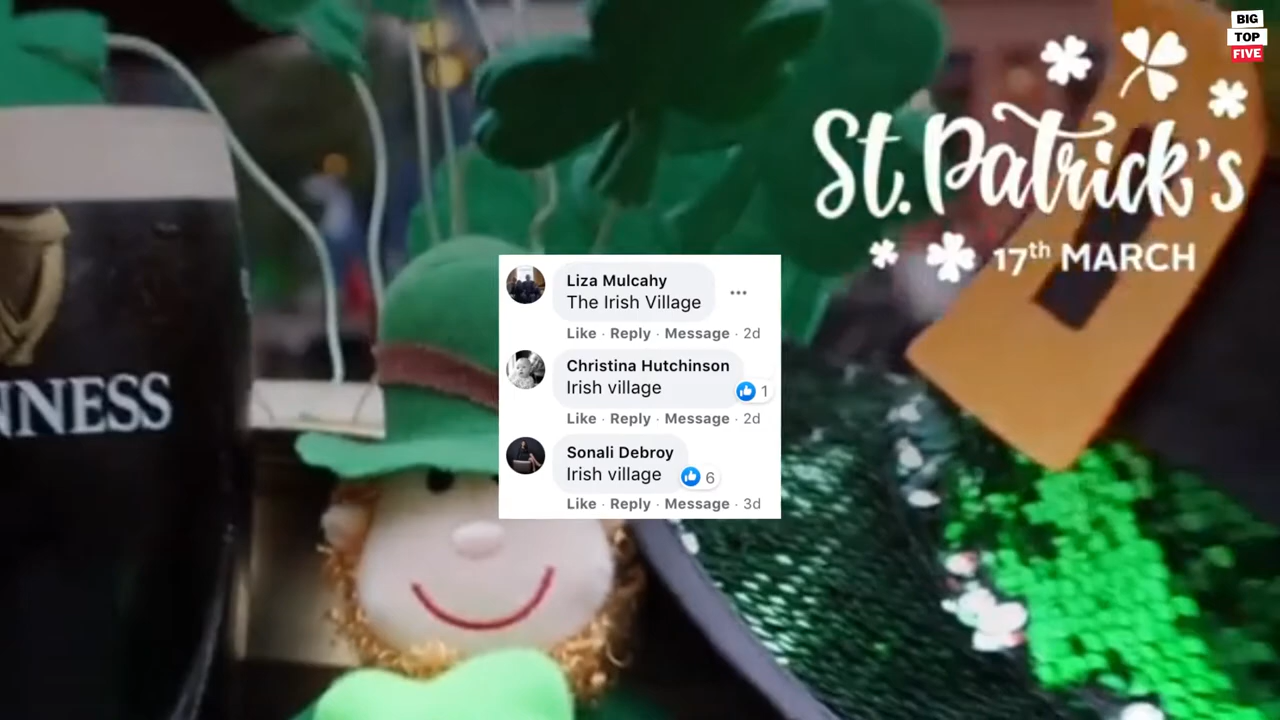 BIG
TOP
FIVE
St. Patrick's
17th MARCH
NNESS
Liza Mulcahy
The Irish Village
Like · Reply · Message · 2d
Christina Hutchinson
Irish village
1
Like · Reply · Message · 2d
Sonali Debroy
Irish village
6
Like · Reply · Message · 3d